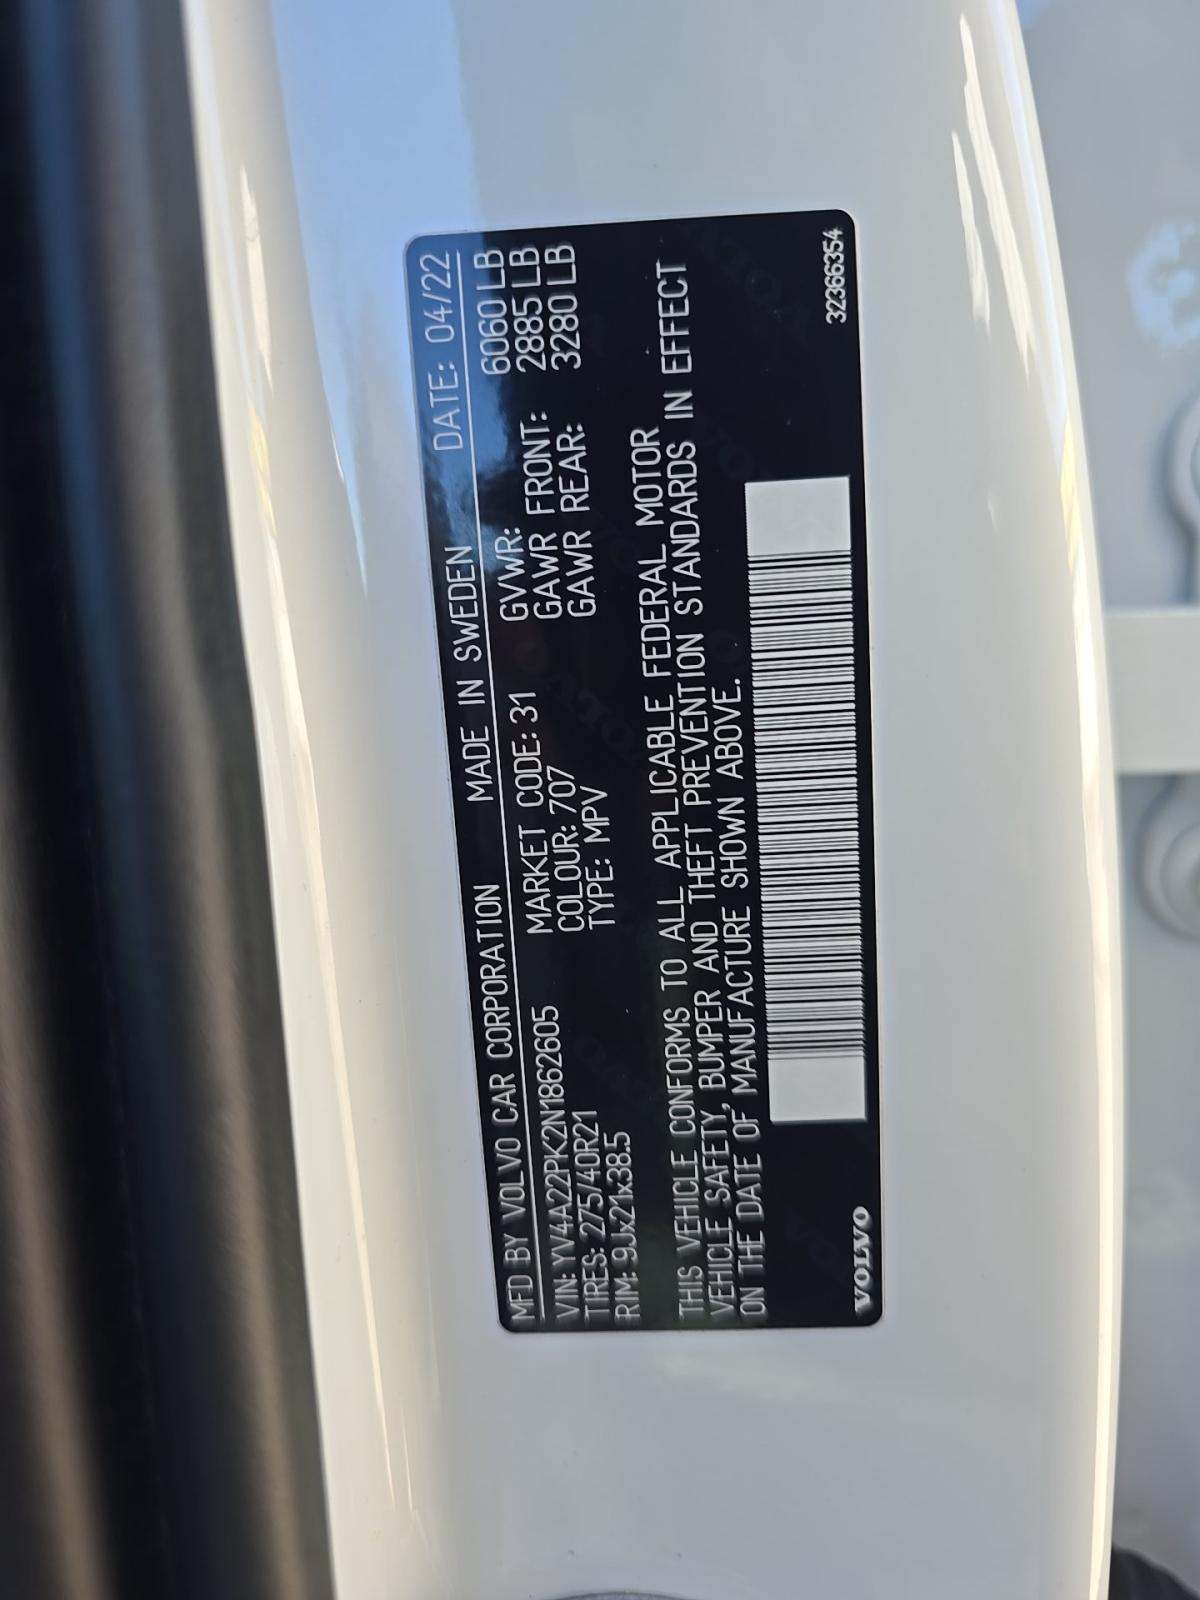 MFD BY VOLVO CAR CORPORATION MADE IN SWEDEN DATE: 04/22
VIN: YV4A22PK2N1862605 MARKET CODE: 31 GVWR: 6060 LB
TIRES: 275/40R21 COLOUR: 707 GAWR FRONT: 2885 LB
RIM: 9Jx21x38.5 TYPE: MPV GAWR REAR: 3280 LB
THIS VEHICLE CONFORMS TO ALL APPLICABLE FEDERAL MOTOR
VEHICLE SAFETY, BUMPER AND THEFT PREVENTION STANDARDS IN EFFECT
ON THE DATE OF MANUFACTURE SHOWN ABOVE.
VOLVO 32366354